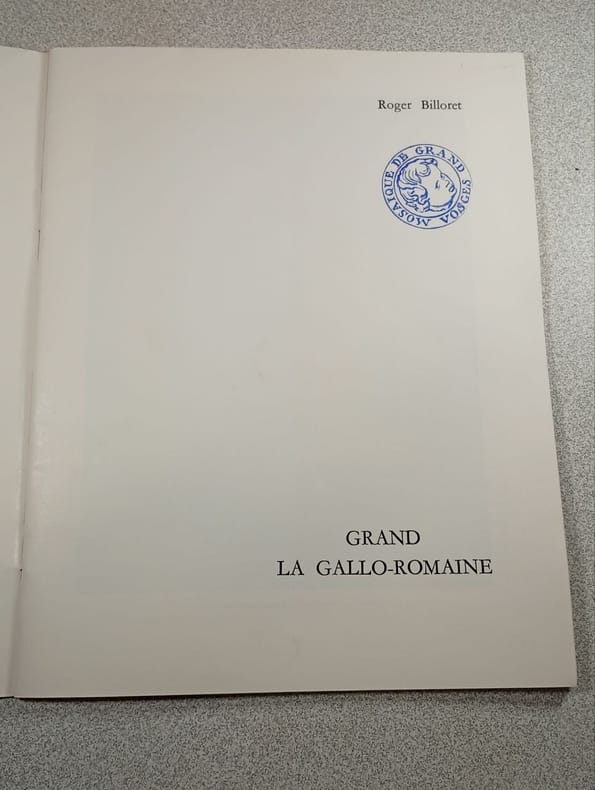 Roger Billoret
MOSAIQUE DE GRAND VOSGES
GRAND
LA GALLO-ROMAINE